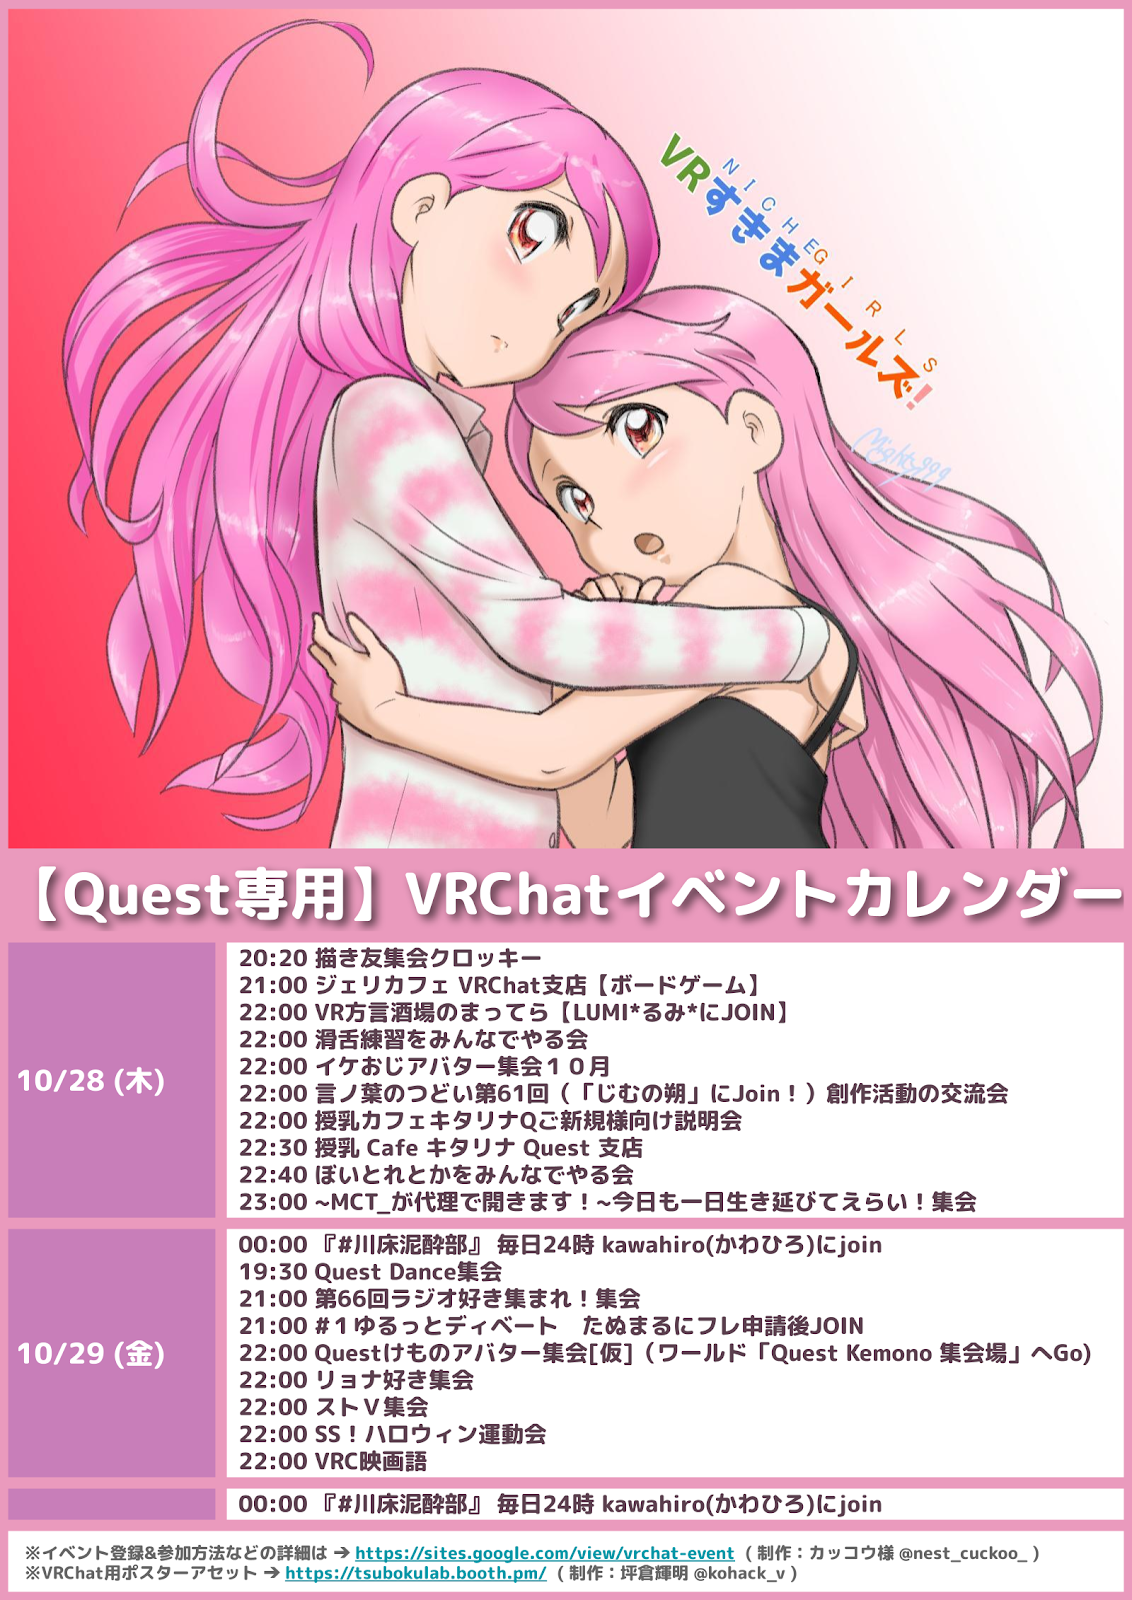 VRすきまガールズ!
NICHEGIRLS
Mighty999
【Quest専用】VRChatイベントカレンダー
10/28 (木)
20:20 描き友集会クロッキー
21:00 ジェリカフェ VRChat支店【ボードゲーム】
22:00 VR方言酒場のまってら【LUMI*るみ*にJOIN】
22:00 滑舌練習をみんなでやる会
22:00 イケおじアバター集会１０月
22:00 言ノ葉のつどい第61回（「じむの朔」にJoin！）創作活動の交流会
22:00 授乳カフェキタリナQご新規様向け説明会
22:30 授乳 Cafe キタリナ Quest 支店
22:40 ぼいとれとかをみんなでやる会
23:00 ~MCT_が代理で開きます！~今日も一日生き延びてえらい！集会
10/29 (金)
00:00 『#川床泥酔部』 毎日24時 kawahiro(かわひろ)にjoin
19:30 Quest Dance集会
21:00 第66回ラジオ好き集まれ！集会
21:00 #１ゆるっとディベート　たぬまるにフレ申請後JOIN
22:00 Questけものアバター集会[仮]（ワールド「Quest Kemono 集会場」へGo)
22:00 リョナ好き集会
22:00 ストＶ集会
22:00 SS！ハロウィン運動会
22:00 VRC映画語
00:00 『#川床泥酔部』 毎日24時 kawahiro(かわひろ)にjoin
※イベント登録&参加方法などの詳細は → https://sites.google.com/view/vrchat-event （ 制作：カッコウ様 @nest_cuckoo_ ）
※VRChat用ポスターアセット → https://tsubokulab.booth.pm/ （ 制作：坪倉輝明 @kohack_v ）